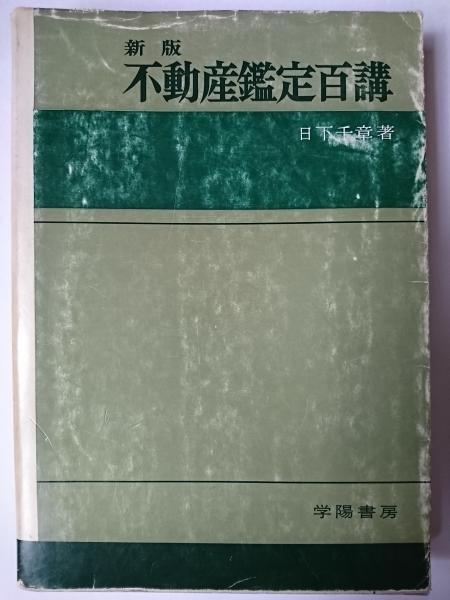 新版
不動産鑑定百講
日下千章著
学陽書房